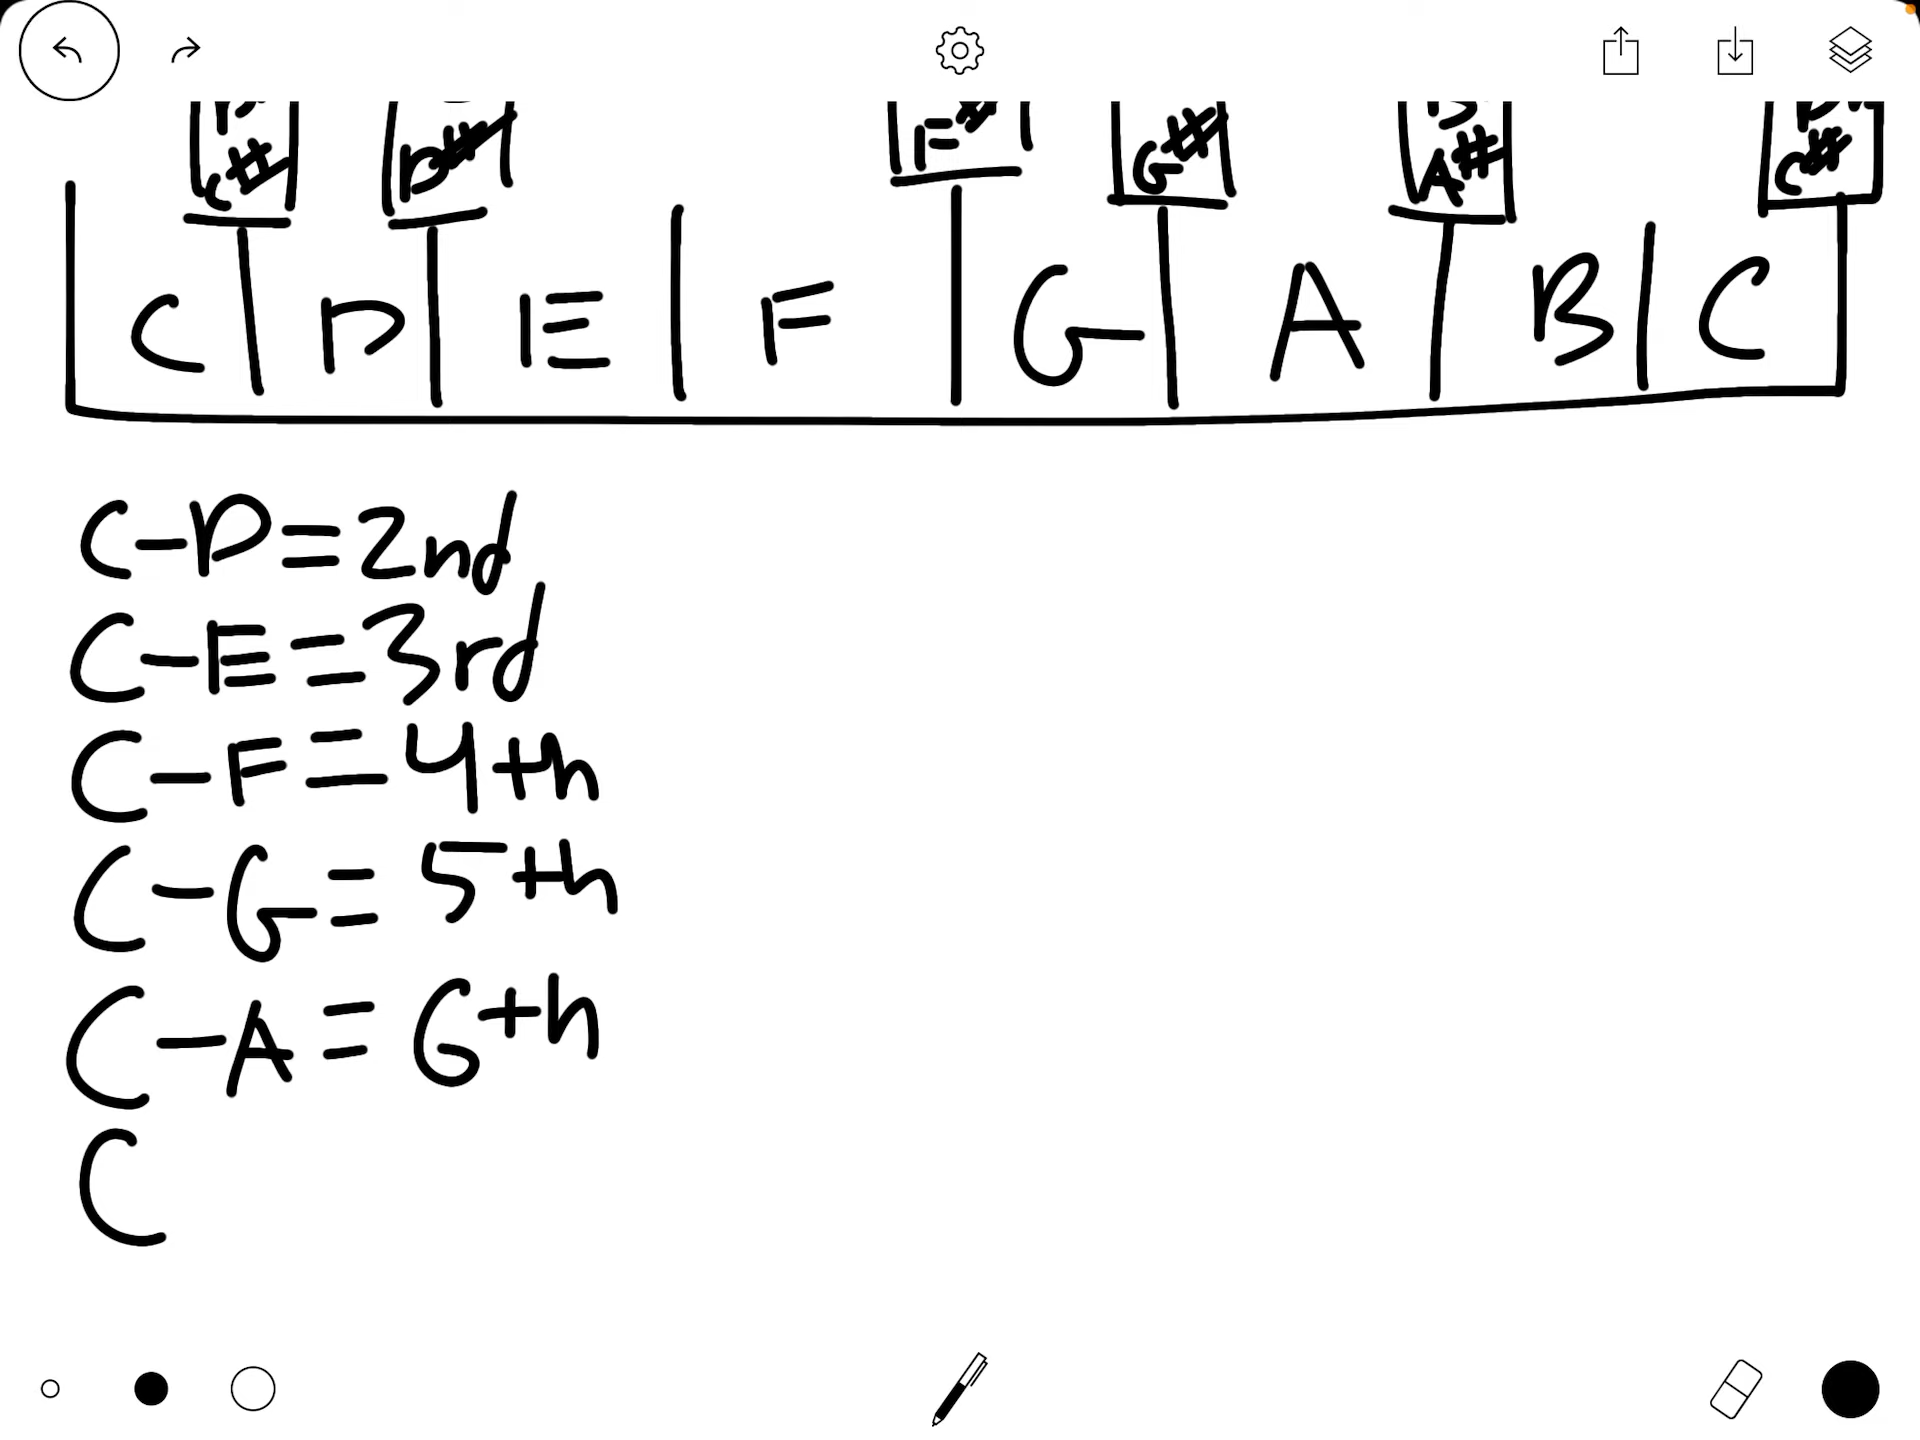 C# D# F# G# A# C#
C D E F G A B C
C-D=2nd
C-E=3rd
C-F=4th
C-G=5th
C-A=6th
C